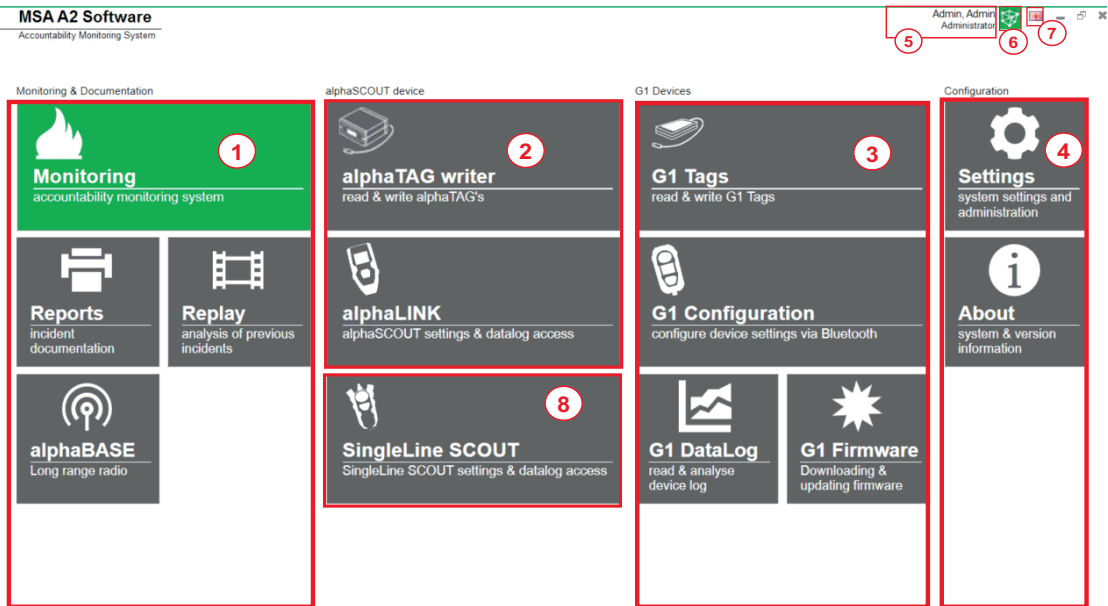 MSA A2 Software
Accountability Monitoring System
Admin, Admin
Administrator
5
6
7
Monitoring & Documentation
alphaSCOUT device
G1 Devices
Configuration
1
Monitoring
accountability monitoring system
Reports
incident
documentation
Replay
analysis of previous
incidents
alphaBASE
Long range radio
2
alphaTAG writer
read & write alphaTAG's
alphaLINK
alphaSCOUT settings & datalog access
8
SingleLine SCOUT
SingleLine SCOUT settings & datalog access
3
G1 Tags
read & write G1 Tags
G1 Configuration
configure device settings via Bluetooth
G1 DataLog
read & analyse
device log
G1 Firmware
Downloading &
updating firmware
4
Settings
system settings and
administration
About
system & version
information